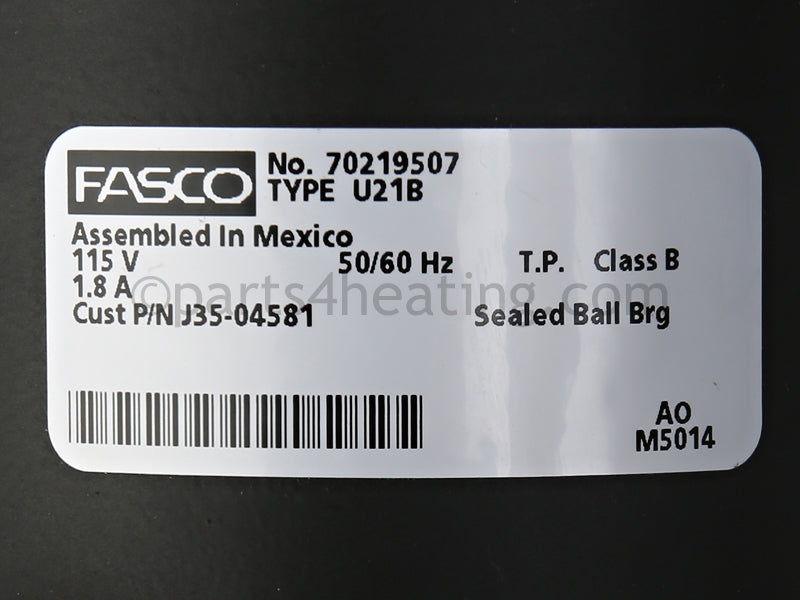 FASCO No. 70219507
TYPE U21B
Assembled In Mexico
115 V 50/60 Hz T.P. Class B
1.8 A
©parts4heating.com
Cust P/N J35-04581 Sealed Ball Brg
AO
M5014